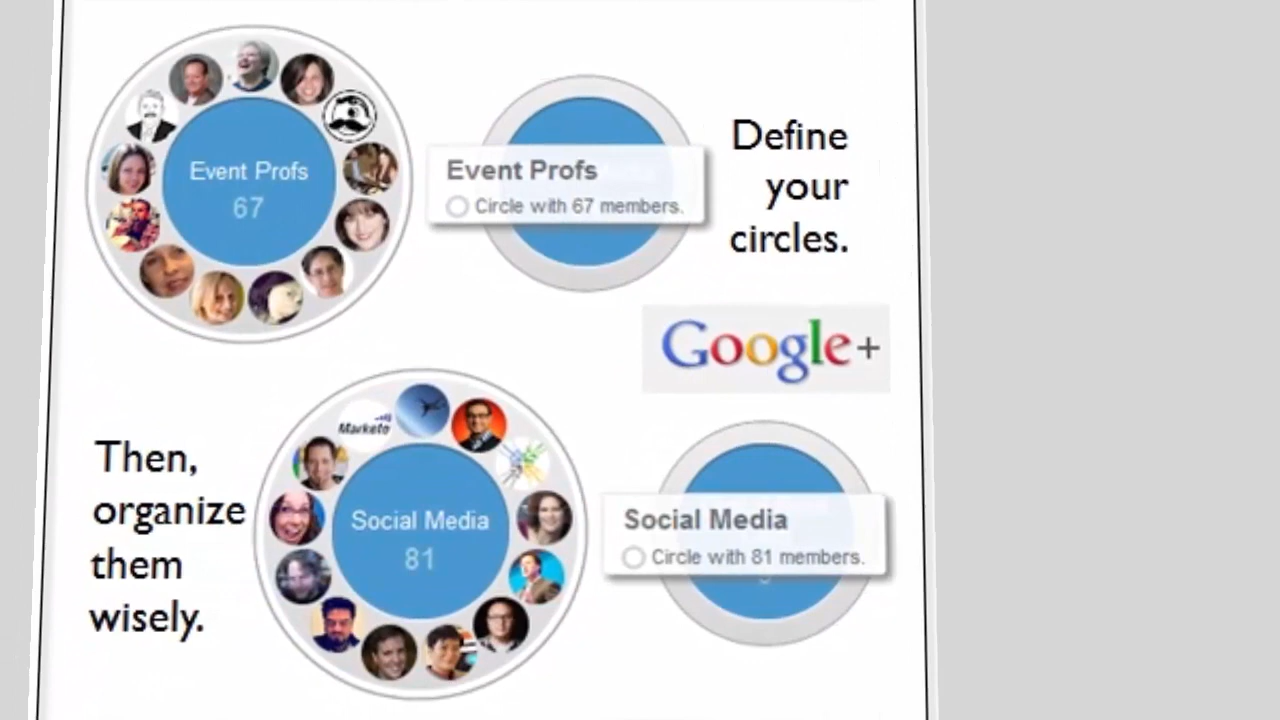 Event Profs
67
Event Profs
Circle with 67 members.
Define
your
circles.
Google+
Then,
organize
them
wisely.
Marketo
Social Media
81
Social Media
Circle with 81 members.